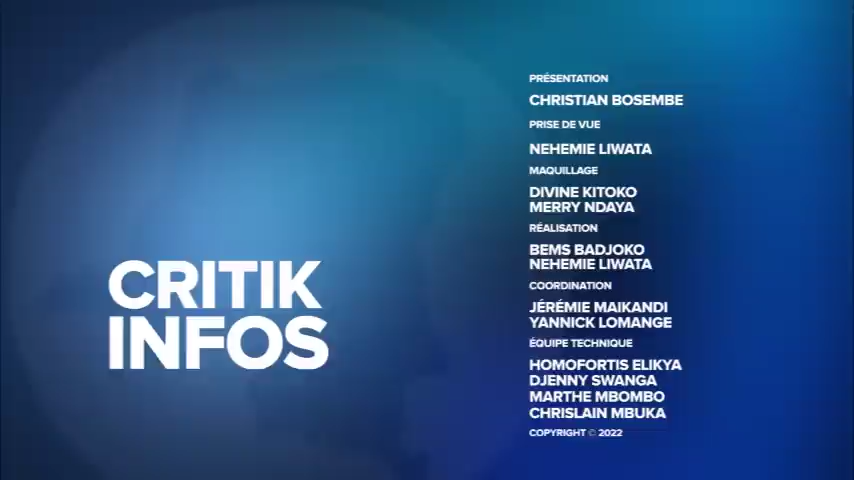 CRITIK
INFOS
PRÉSENTATION
CHRISTIAN BOSEMBE
PRISE DE VUE
NEHEMIE LIWATA
MAQUILLAGE
DIVINE KITOKO
MERRY NDAYA
RÉALISATION
BEMS BADJOKO
NEHEMIE LIWATA
COORDINATION
JÉRÉMIE MAIKANDI
YANNICK LOMANGE
ÉQUIPE TECHNIQUE
HOMOFORTIS ELIKYA
DJENNY SWANGA
MARTHE MBOMBO
CHRISLAIN MBUKA
COPYRIGHT © 2022